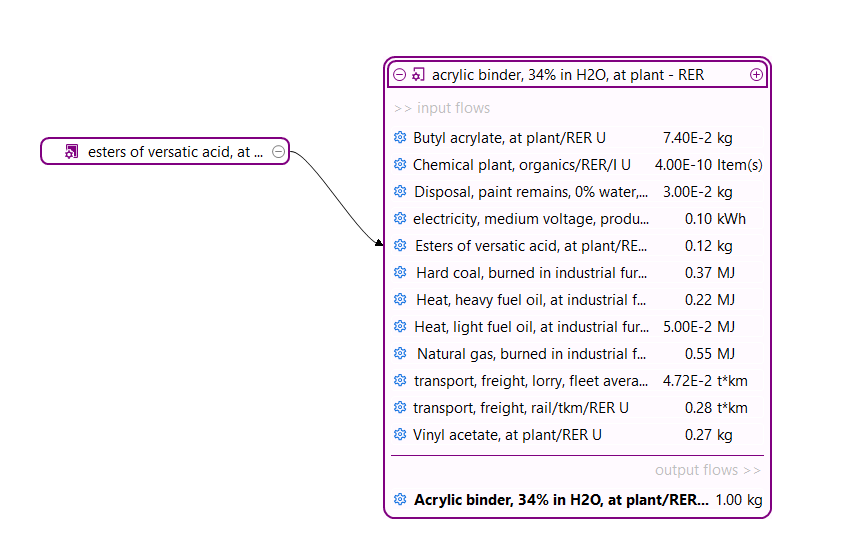 acrylic binder, 34% in H2O, at plant - RER
>> input flows
Butyl acrylate, at plant/RER U 7.40E-2 kg
esters of versatic acid, at ...
Chemical plant, organics/RER/I U 4.00E-10 Item(s)
Disposal, paint remains, 0% water,... 3.00E-2 kg
electricity, medium voltage, produ... 0.10 kWh
Esters of versatic acid, at plant/RE... 0.12 kg
Hard coal, burned in industrial fur... 0.37 MJ
Heat, heavy fuel oil, at industrial f... 0.22 MJ
Heat, light fuel oil, at industrial fur... 5.00E-2 MJ
Natural gas, burned in industrial f... 0.55 MJ
transport, freight, lorry, fleet avera... 4.72E-2 t*km
transport, freight, rail/tkm/RER U 0.28 t*km
Vinyl acetate, at plant/RER U 0.27 kg
output flows >>
Acrylic binder, 34% in H2O, at plant/RER... 1.00 kg